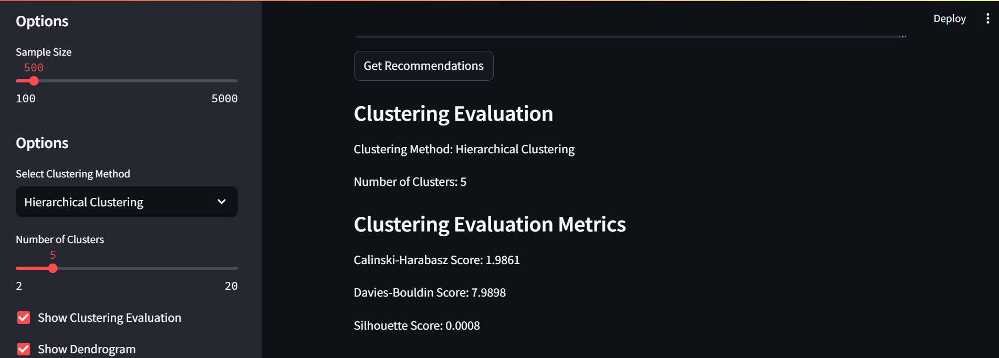 Options
Sample Size
500
100 5000
Options
Select Clustering Method
Hierarchical Clustering
Number of Clusters
5
2 20
Show Clustering Evaluation
Show Dendrogram
Deploy
Get Recommendations
Clustering Evaluation
Clustering Method: Hierarchical Clustering
Number of Clusters: 5
Clustering Evaluation Metrics
Calinski-Harabasz Score: 1.9861
Davies-Bouldin Score: 7.9898
Silhouette Score: 0.0008